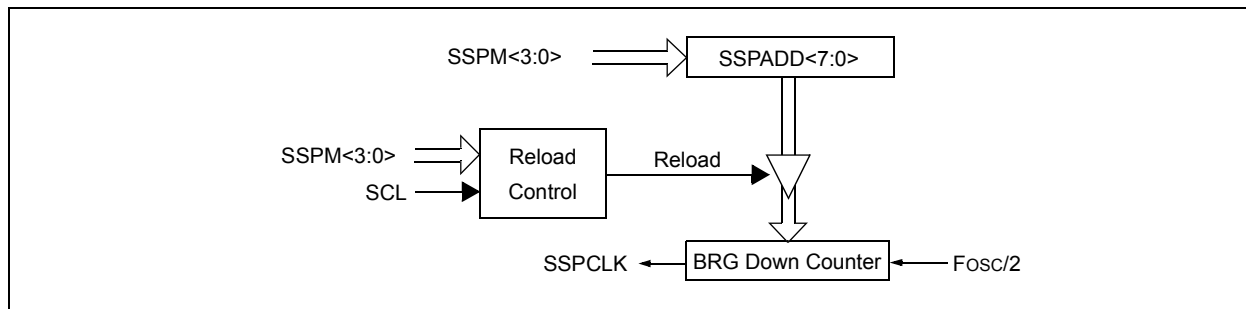 SSPM<3:0>
SSPADD<7:0>
SSPM<3:0>
SCL
Reload
Control
Reload
SSPCLK
BRG Down Counter
FOSC/2